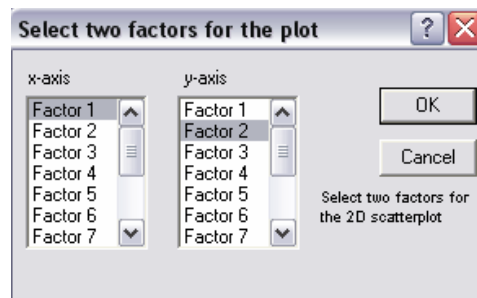 Select two factors for the plot
?
x-axis
Factor 1
Factor 2
Factor 3
Factor 4
Factor 5
Factor 6
Factor 7
y-axis
Factor 1
Factor 2
Factor 3
Factor 4
Factor 5
Factor 6
Factor 7
OK
Cancel
Select two factors for
the 2D scatterplot